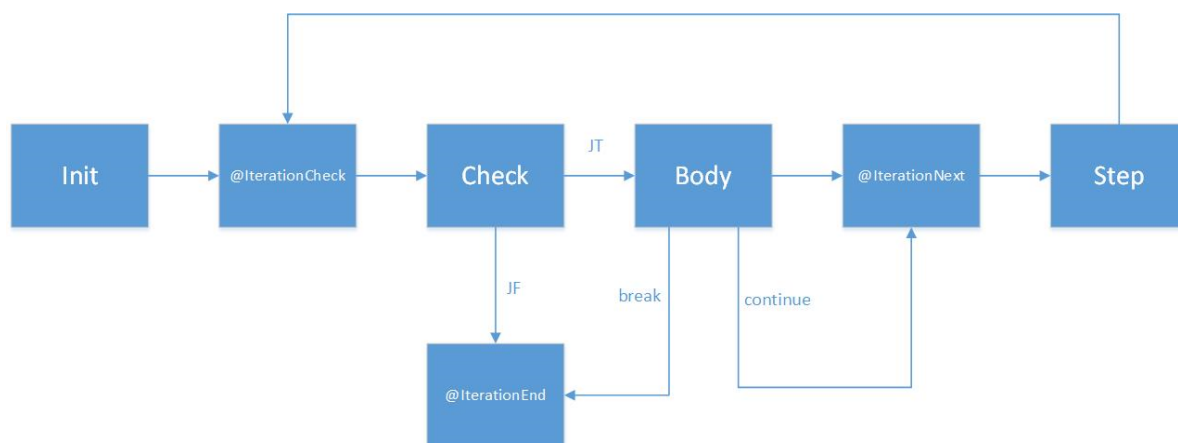 Init
@IterationCheck
Check
JT
Body
@IterationNext
Step
JF
break
continue
@IterationEnd